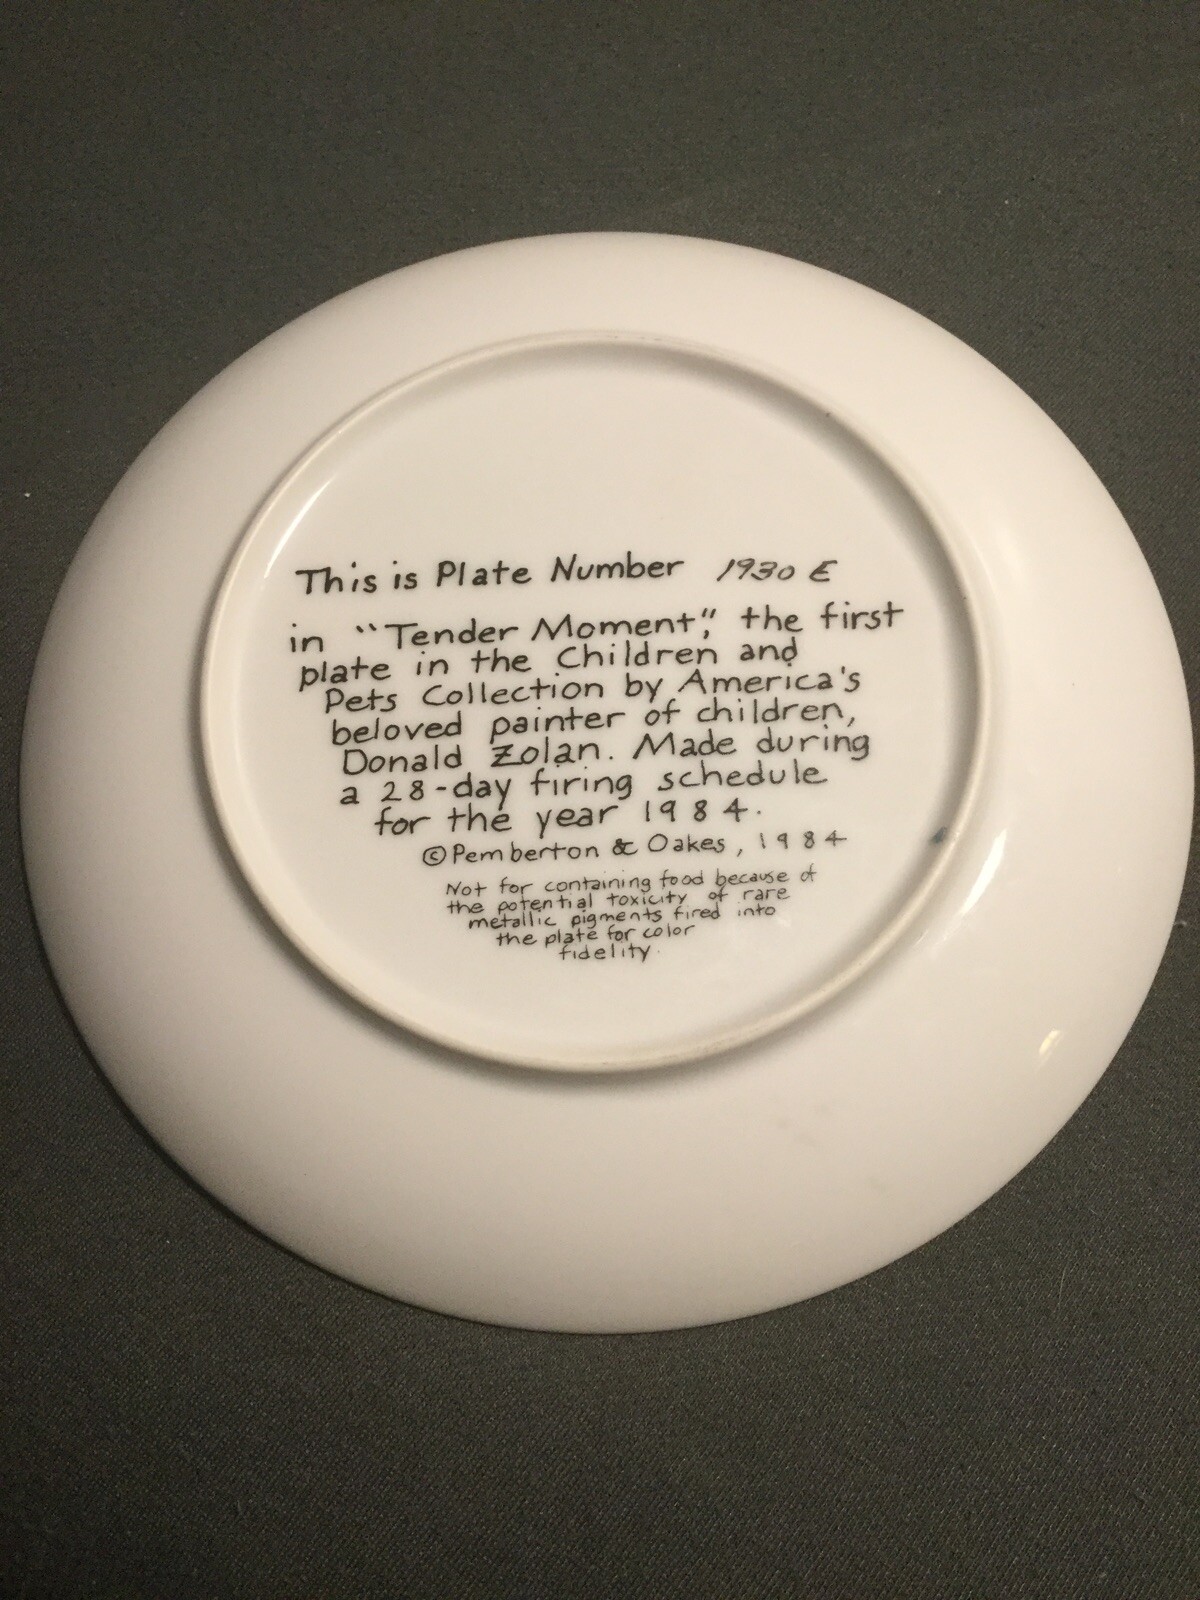 This is Plate Number 1930 E
in "Tender Moment," the first
plate in the Children and
Pets Collection by America's
beloved painter of children,
Donald Zolan. Made during
a 28-day firing schedule
for the year 1984.
© Pemberton & Oakes, 1984
Not for containing food because of
the potential toxicity of rare
metallic pigments fired into
the plate for color
fidelity.